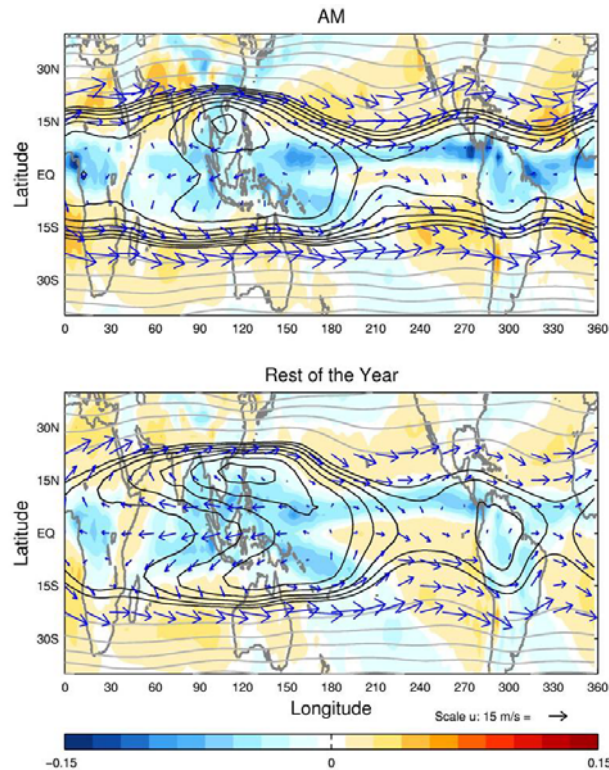 AM
30N
15N
EQ
15S
30S
Latitude
0 30 60 90 120 150 180 210 240 270 300 330 360
Rest of the Year
30N
15N
EQ
15S
30S
Latitude
0 30 60 90 120 150 180 210 240 270 300 330 360
Longitude
Scale u: 15 m/s =
-0.15 0 0.15